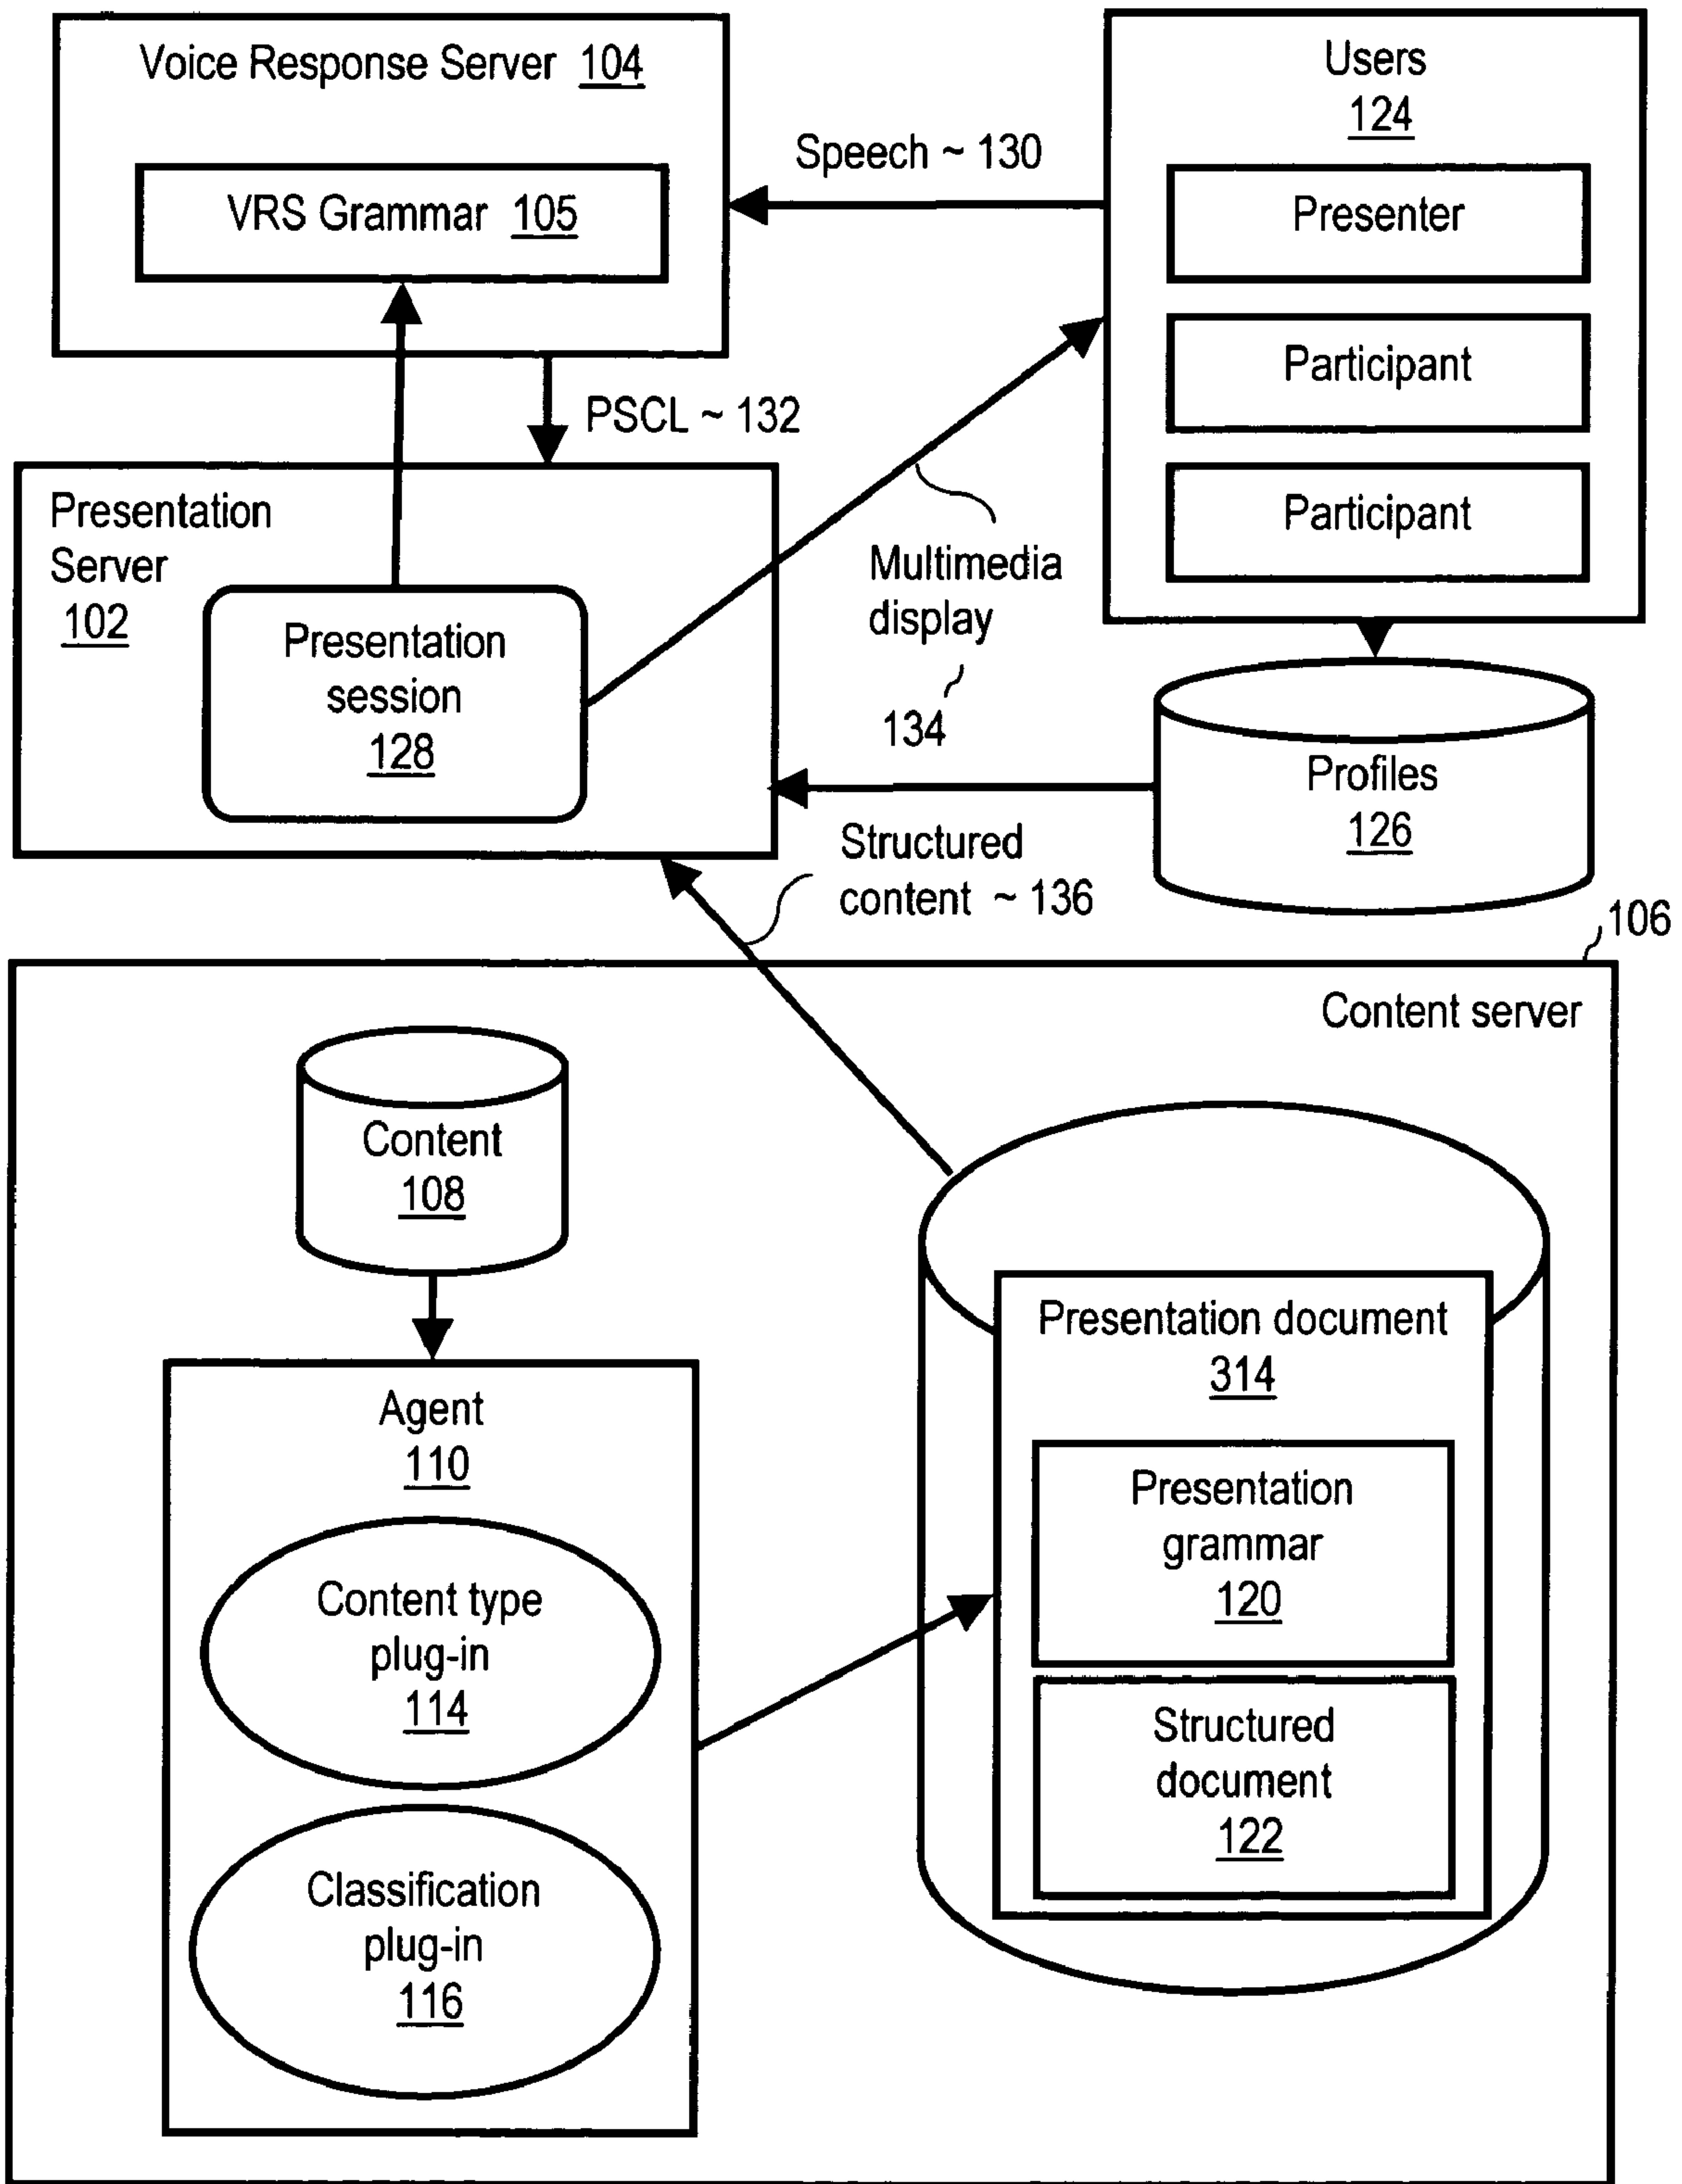 Voice Response Server 104
VRS Grammar 105
Speech ~ 130
Users
124
Presenter
Participant
Participant
PSCL ~ 132
Presentation
Server
102
Presentation
session
128
Multimedia
display
134
Profiles
126
Structured
content ~ 136
106
Content server
Content
108
Agent
110
Content type
plug-in
114
Classification
plug-in
116
Presentation document
314
Presentation
grammar
120
Structured
document
122